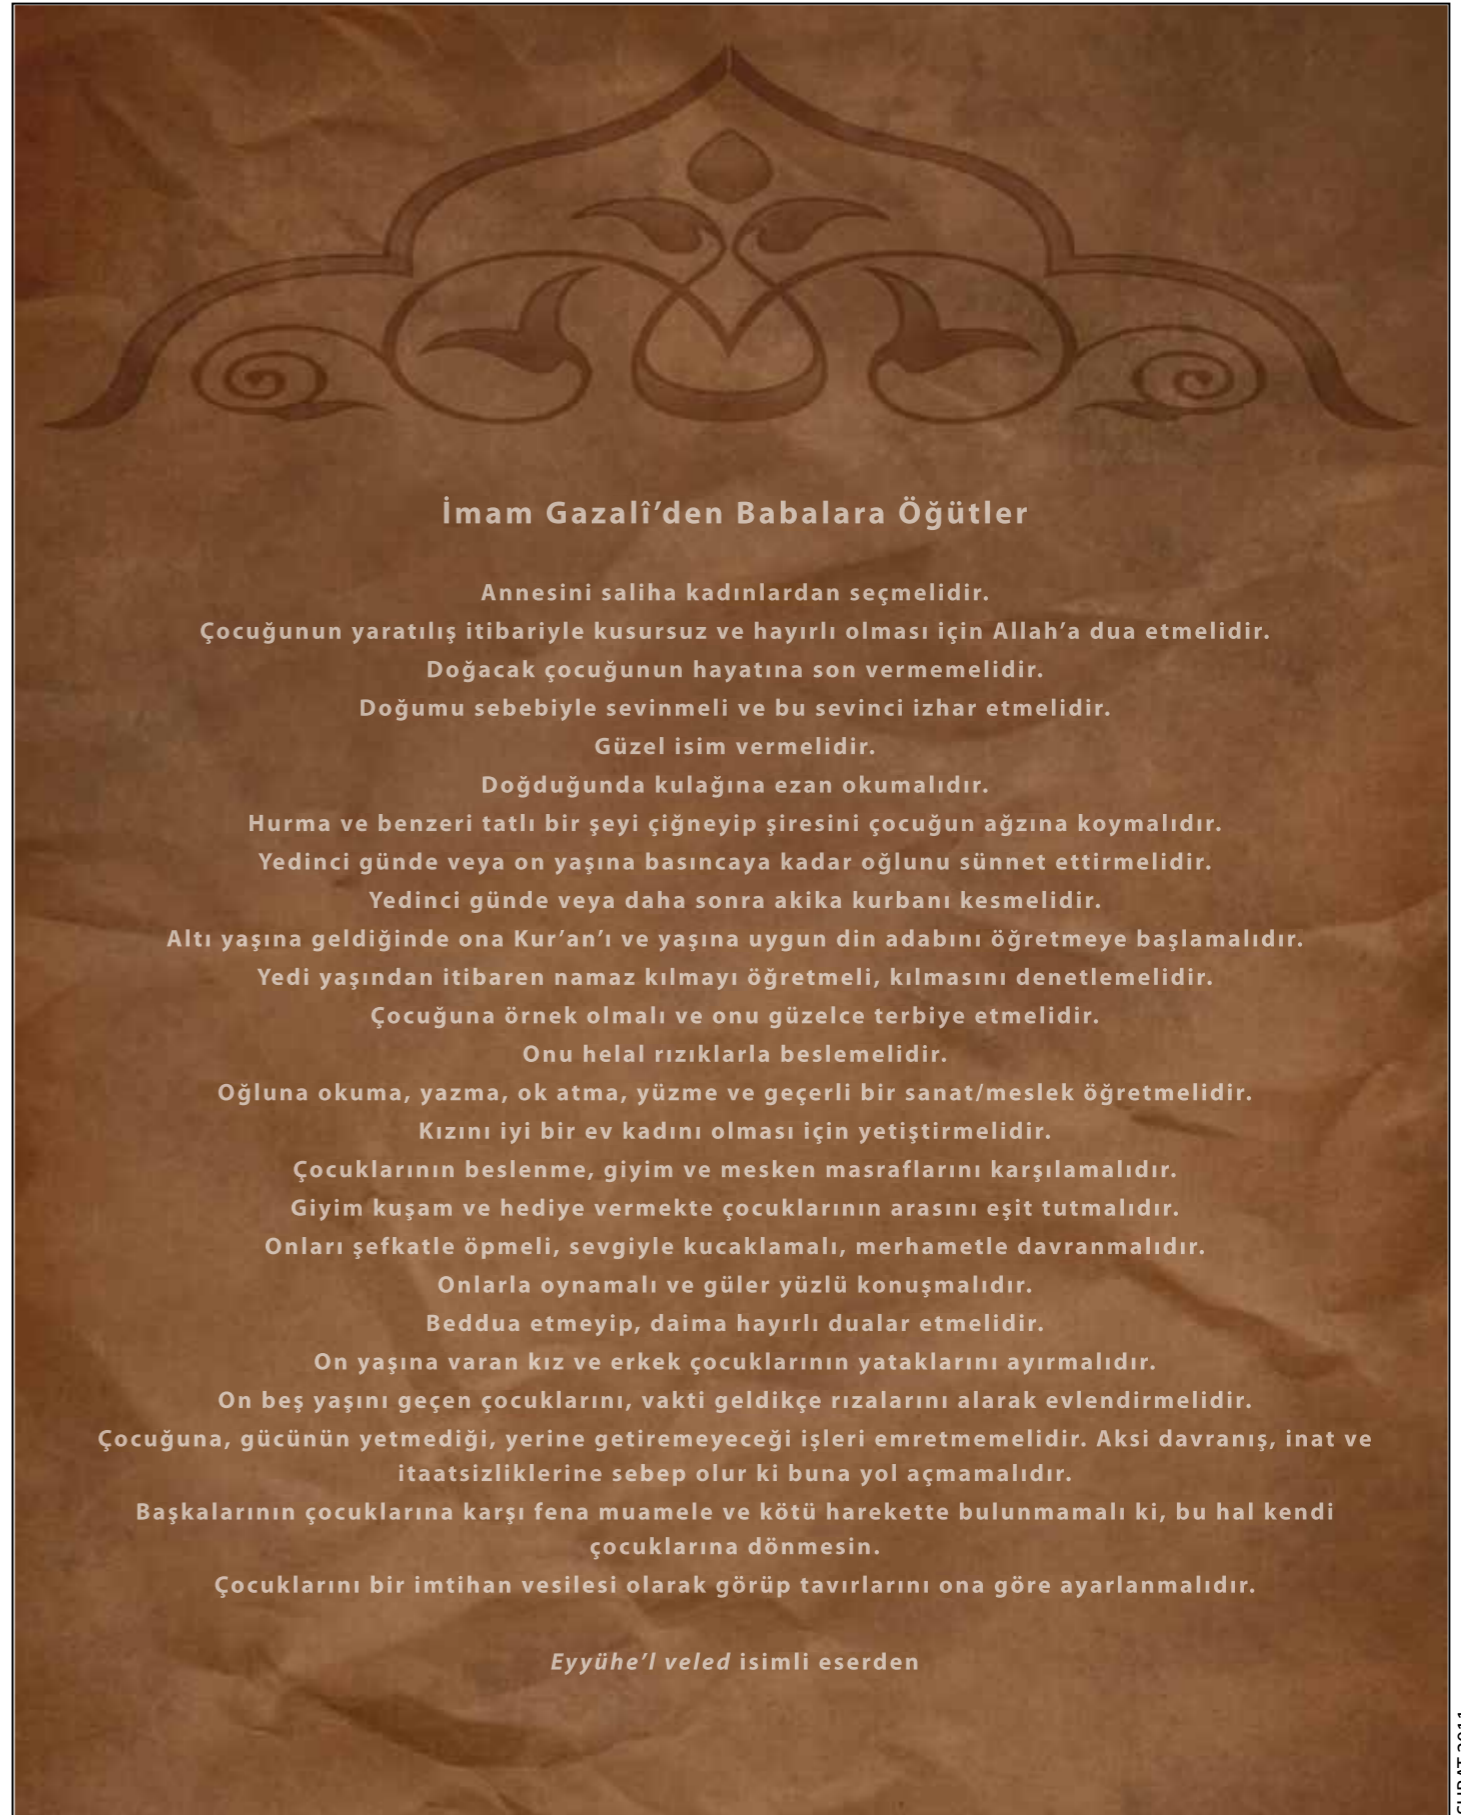 İmam Gazalî’den Babalara Öğütler
Annesini saliha kadınlardan seçmelidir.
Çocuğunun yaratılış itibariyle kusursuz ve hayırlı olması için Allah’a dua etmelidir.
Doğacak çocuğunun hayatına son vermemelidir.
Doğumu sebebiyle sevinmeli ve bu sevinci izhar etmelidir.
Güzel isim vermelidir.
Doğduğunda kulağına ezan okumalıdır.
Hurma ve benzeri tatlı bir şeyi çiğneyip şiresini çocuğun ağzına koymalıdır.
Yedinci günde veya on yaşına basıncaya kadar oğlunu sünnet ettirmelidir.
Yedinci günde veya daha sonra akika kurbanı kesmelidir.
Altı yaşına geldiğinde ona Kur’an’ı ve yaşına uygun din adabını öğretmeye başlamalıdır.
Yedi yaşından itibaren namaz kılmayı öğretmeli, kılmasını denetlemelidir.
Çocuğuna örnek olmalı ve onu güzelce terbiye etmelidir.
Onu helal rızıklarla beslemelidir.
Oğluna okuma, yazma, ok atma, yüzme ve geçerli bir sanat/meslek öğretmelidir.
Kızını iyi bir ev kadını olması için yetiştirmelidir.
Çocuklarının beslenme, giyim ve mesken masraflarını karşılamalıdır.
Giyim kuşam ve hediye vermekte çocuklarının arasını eşit tutmalıdır.
Onları şefkatle öpmeli, sevgiyle kucaklamalı, merhametle davranmalıdır.
Onlarla oynamalı ve güler yüzlü konuşmalıdır.
Beddua etmeyip, daima hayırlı dualar etmelidir.
On yaşına varan kız ve erkek çocuklarının yataklarını ayırmalıdır.
On beş yaşını geçen çocuklarını, vakti geldikçe rızalarını alarak evlendirmelidir.
Çocuğuna, gücünün yetmediği, yerine getiremeyeceği işleri emretmemelidir. Aksi davranış, inat ve
itaatsizliklerine sebep olur ki buna yol açmamalıdır.
Başkalarının çocuklarına karşı fena muamele ve kötü harekette bulunmamalı ki, bu hal kendi
çocuklarına dönmesin.
Çocuklarını bir imtihan vesilesi olarak görüp tavırlarını ona göre ayarlanmalıdır.
Eyyühe’l veled isimli eserden